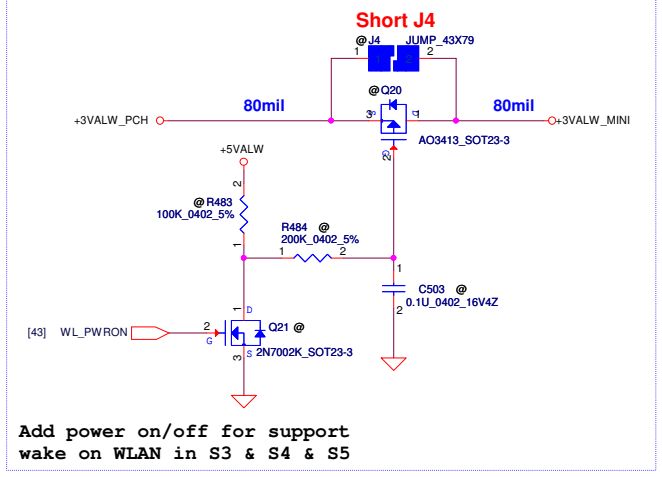 Short J4
@ J4 JUMP_43X79
1 2
@ Q20
80mil 80mil
+3VALW_PCH 3 S D 1 +3VALW_MINI
G
2
AO3413_SOT23-3
+5VALW
2
@ R483
100K_0402_5%
1
R484 @
200K_0402_5%
1 2
1
C503 @
0.1U_0402_16V4Z
2
1 D
[43] WL_PWRON 2 G Q21 @
3 S 2N7002K_SOT23-3
Add power on/off for support
wake on WLAN in S3 & S4 & S5